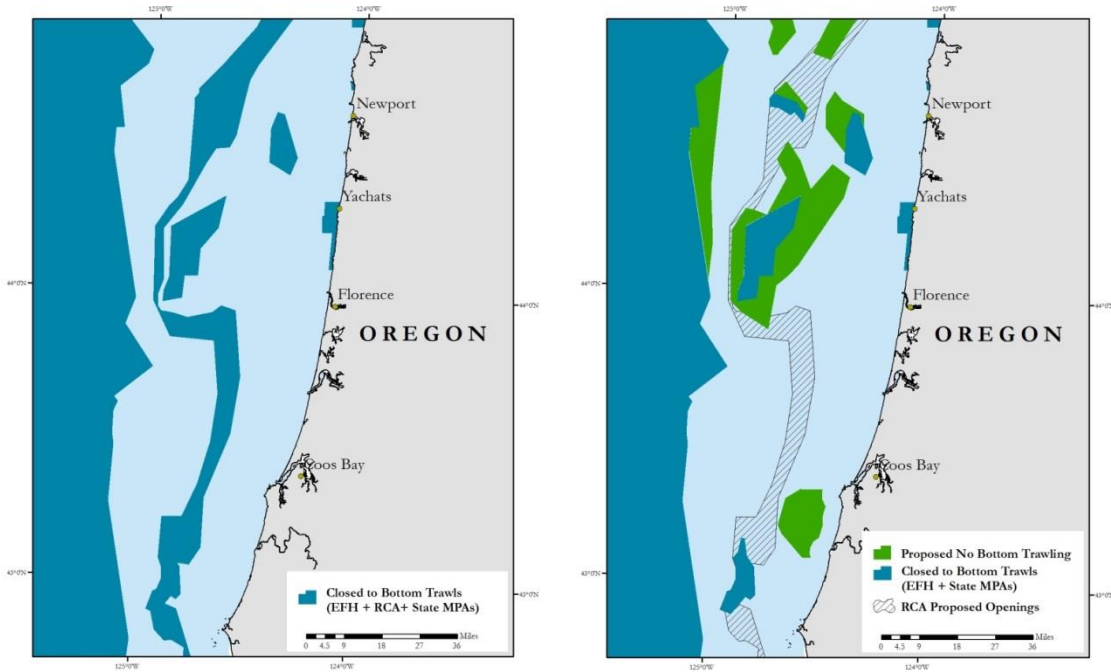 125°0'W 124°0'W
Newport
Yachats
44°0'N 44°0'N
Florence
OREGON
Coos Bay
43°0'N 43°0'N
Closed to Bottom Trawls
(EFH + RCA+ State MPAs)
Miles
0 4.5 9 18 27 36
125°0'W 124°0'W
125°0'W 124°0'W
Newport
Yachats
44°0'N 44°0'N
Florence
OREGON
Coos Bay
43°0'N 43°0'N
Proposed No Bottom Trawling
Closed to Bottom Trawls
(EFH + State MPAs)
RCA Proposed Openings
Miles
0 4.5 9 18 27 36
125°0'W 124°0'W